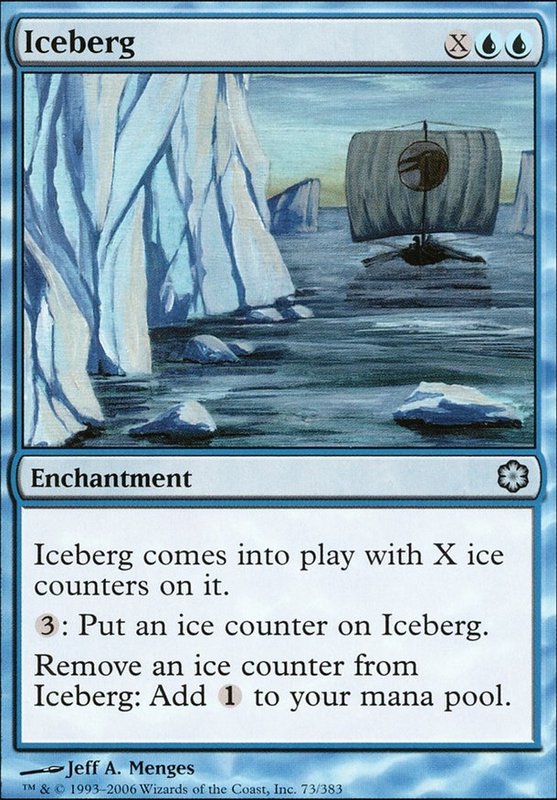 Iceberg X
Enchantment
Iceberg comes into play with X ice
counters on it.
3: Put an ice counter on Iceberg.
Remove an ice counter from
Iceberg: Add 1 to your mana pool.
Jeff A. Menges
™ & © 1993–2006 Wizards of the Coast, Inc. 73/383